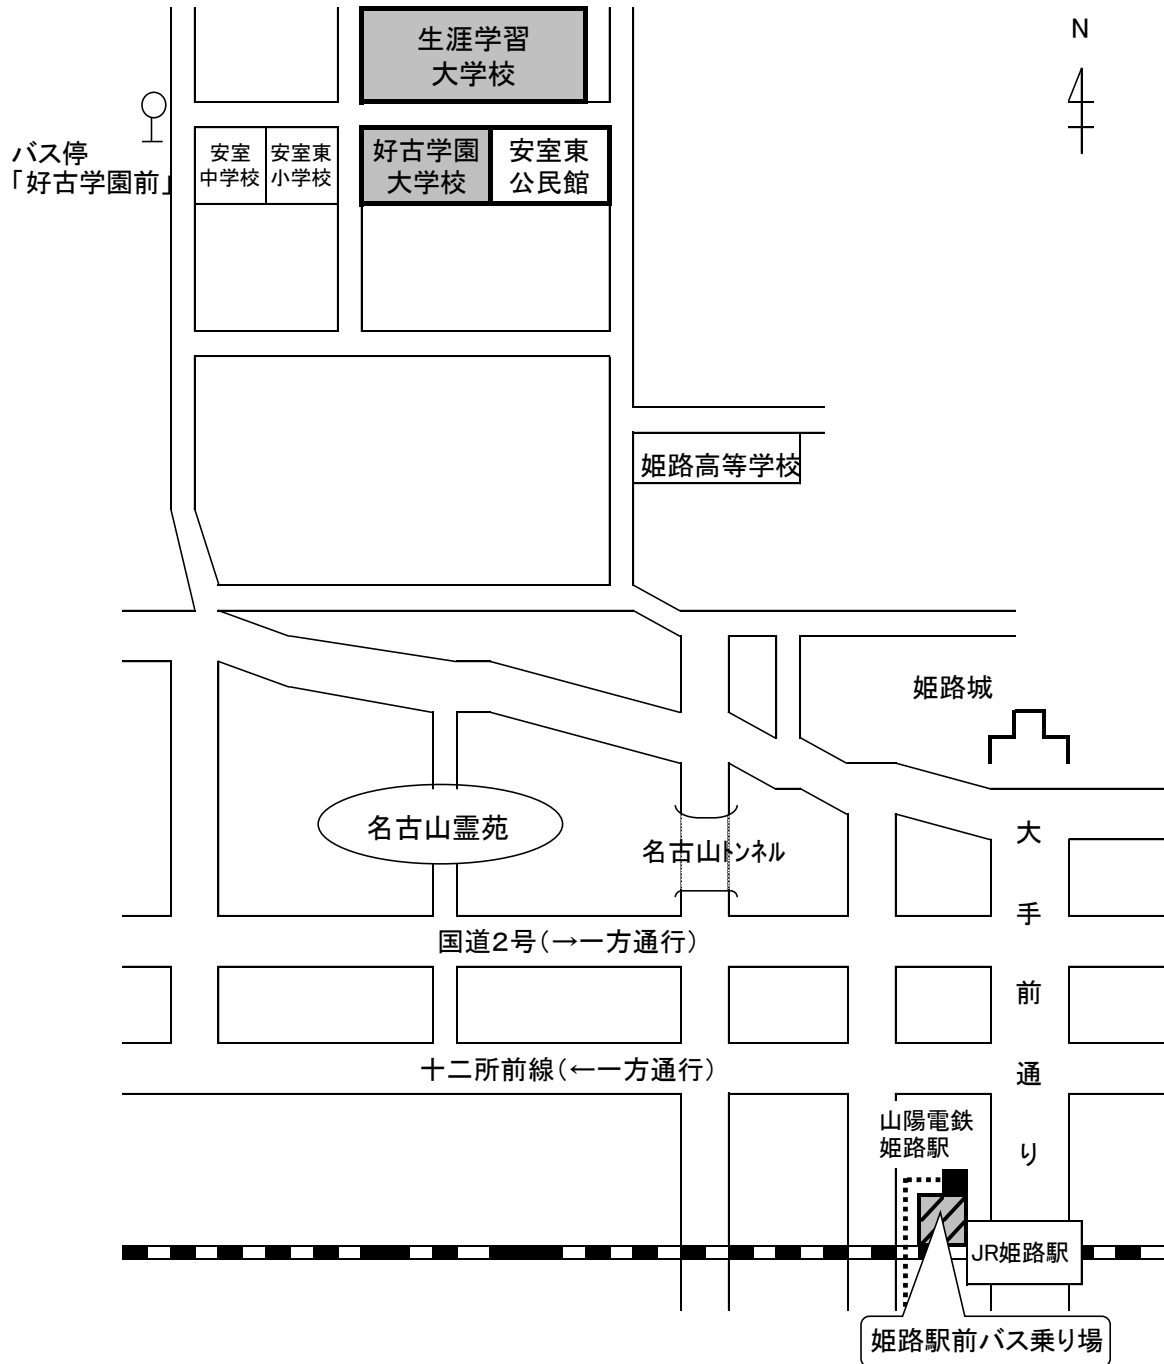 生涯学習
大学校
N
バス停
「好古学園前」
安室
中学校
安室東
小学校
好古学園
大学校
安室東
公民館
姫路高等学校
姫路城
名古山霊苑
名古山トンネル
大手前通り
国道2号(→一方通行)
十二所前線(←一方通行)
山陽電鉄
姫路駅
JR姫路駅
姫路駅前バス乗り場